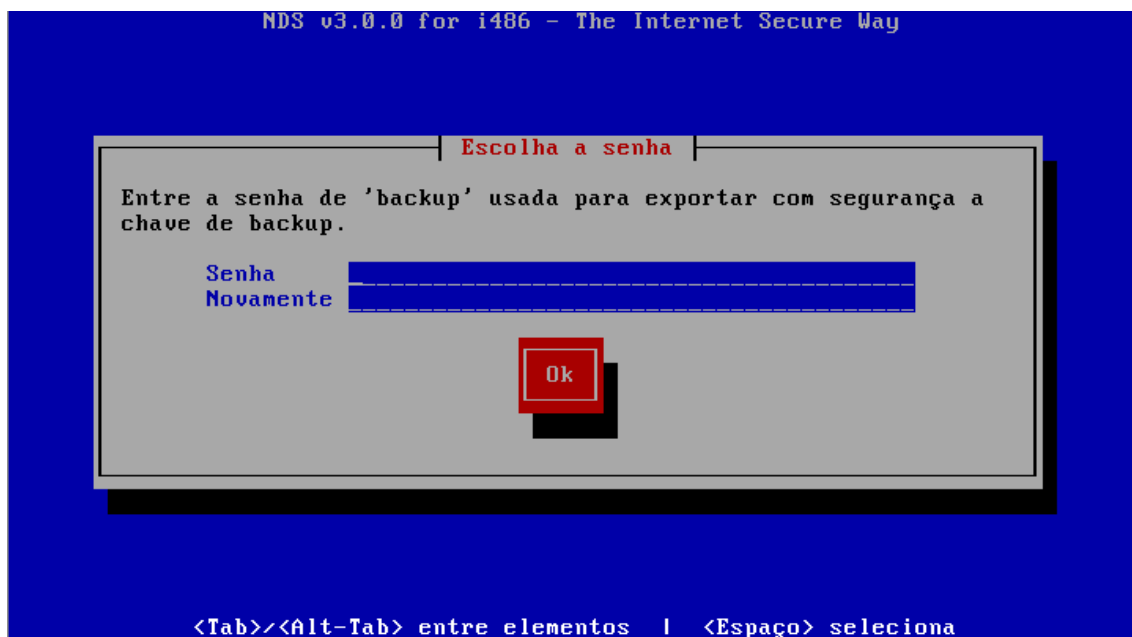 NDS v3.0.0 for i486 - The Internet Secure Way
Escolha a senha
Entre a senha de 'backup' usada para exportar com segurança a
chave de backup.
Senha
Novamente
Ok
<Tab>/<Alt-Tab> entre elementos | <Espaço> seleciona